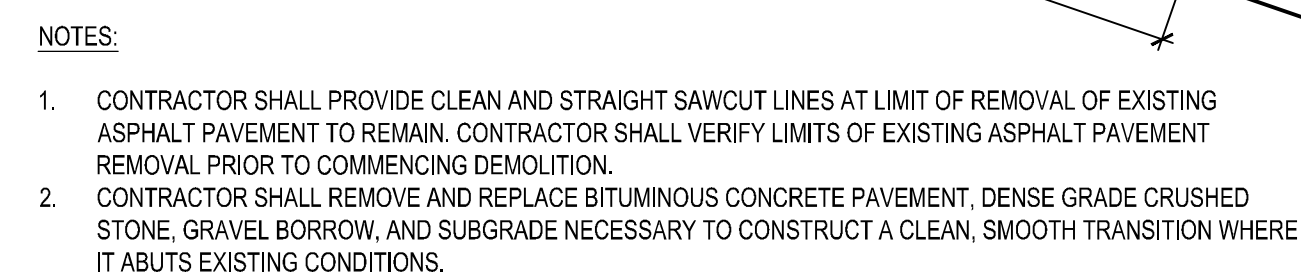 NOTES:
1. CONTRACTOR SHALL PROVIDE CLEAN AND STRAIGHT SAWCUT LINES AT LIMIT OF REMOVAL OF EXISTING
ASPHALT PAVEMENT TO REMAIN. CONTRACTOR SHALL VERIFY LIMITS OF EXISTING ASPHALT PAVEMENT
REMOVAL PRIOR TO COMMENCING DEMOLITION.
2. CONTRACTOR SHALL REMOVE AND REPLACE BITUMINOUS CONCRETE PAVEMENT, DENSE GRADE CRUSHED
STONE, GRAVEL BORROW, AND SUBGRADE NECESSARY TO CONSTRUCT A CLEAN, SMOOTH TRANSITION WHERE
IT ABUTS EXISTING CONDITIONS.